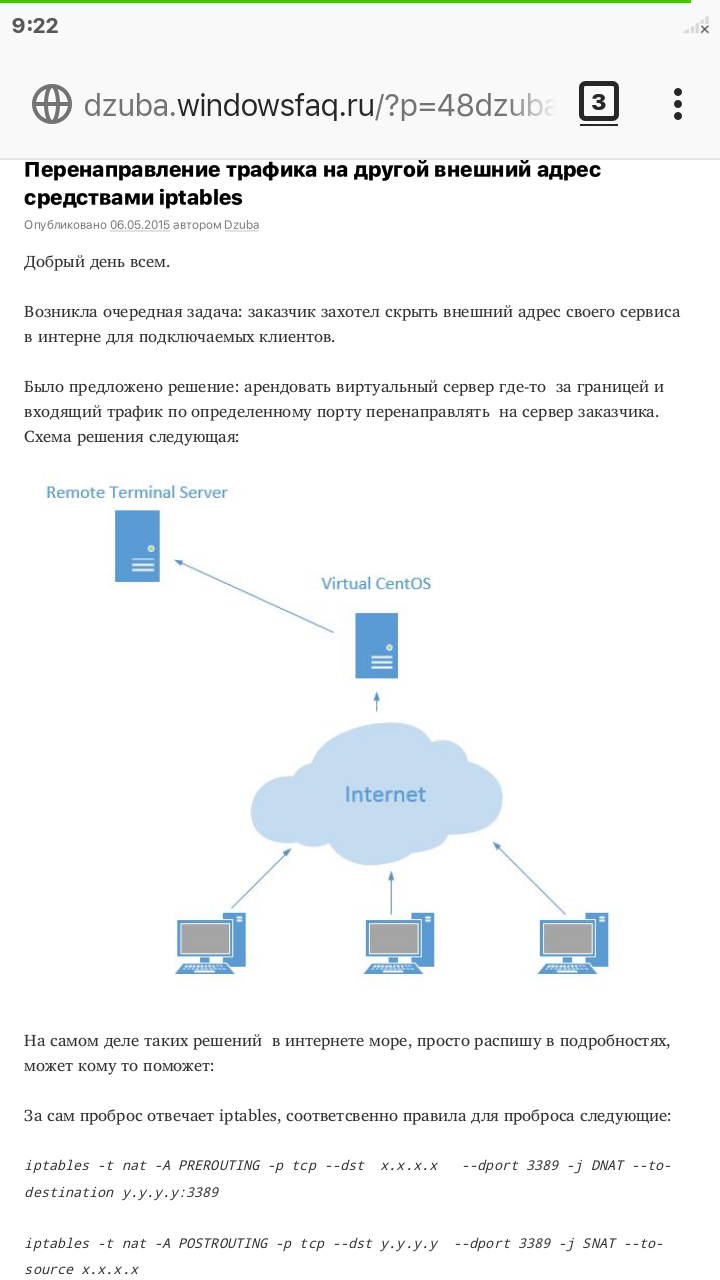 9:22
dzuba.windowsfaq.ru/?p=48dzuba
3
Перенаправление трафика на другой внешний адрес
средствами iptables
Опубликовано 06.05.2015 автором Dzuba
Добрый день всем.
Возникла очередная задача: заказчик захотел скрыть внешний адрес своего сервиса
в интерне для подключаемых клиентов.
Было предложено решение: арендовать виртуальный сервер где-то  за границей и
входящий трафик по определенному порту перенаправлять  на сервер заказчика.
Схема решения следующая:
Remote Terminal Server
Virtual CentOS
Internet
На самом деле таких решений  в интернете море, просто распишу в подробностях,
может кому то поможет:
За сам проброс отвечает iptables, соответсвенно правила для проброса следующие:
iptables -t nat -A PREROUTING -p tcp --dst  x.x.x.x   --dport 3389 -j DNAT --to-
destination y.y.y.y:3389
iptables -t nat -A POSTROUTING -p tcp --dst y.y.y.y  --dport 3389 -j SNAT --to-
source x.x.x.x